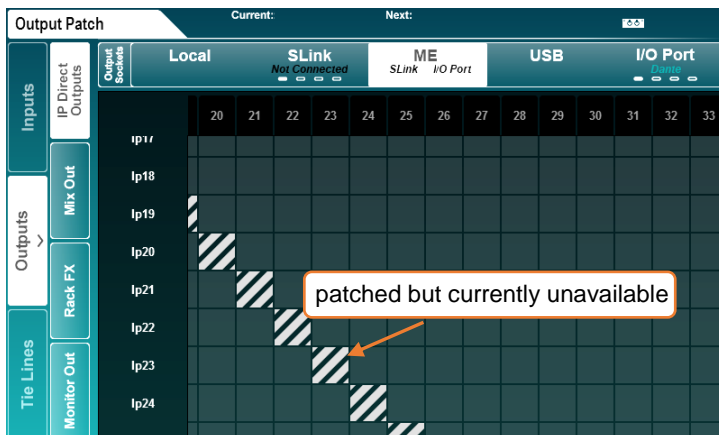 Output Patch
Current:
Next:
Inputs
Outputs
Tie Lines
IP Direct
Outputs
Mix Out
Rack FX
Monitor Out
Output
Sockets
Local
SLink
Not Connected
ME
SLink I/O Port
USB
I/O Port
Dante
20 21 22 23 24 25 26 27 28 29 30 31 32 33
Ip17
Ip18
Ip19
Ip20
Ip21
patched but currently unavailable
Ip22
Ip23
Ip24